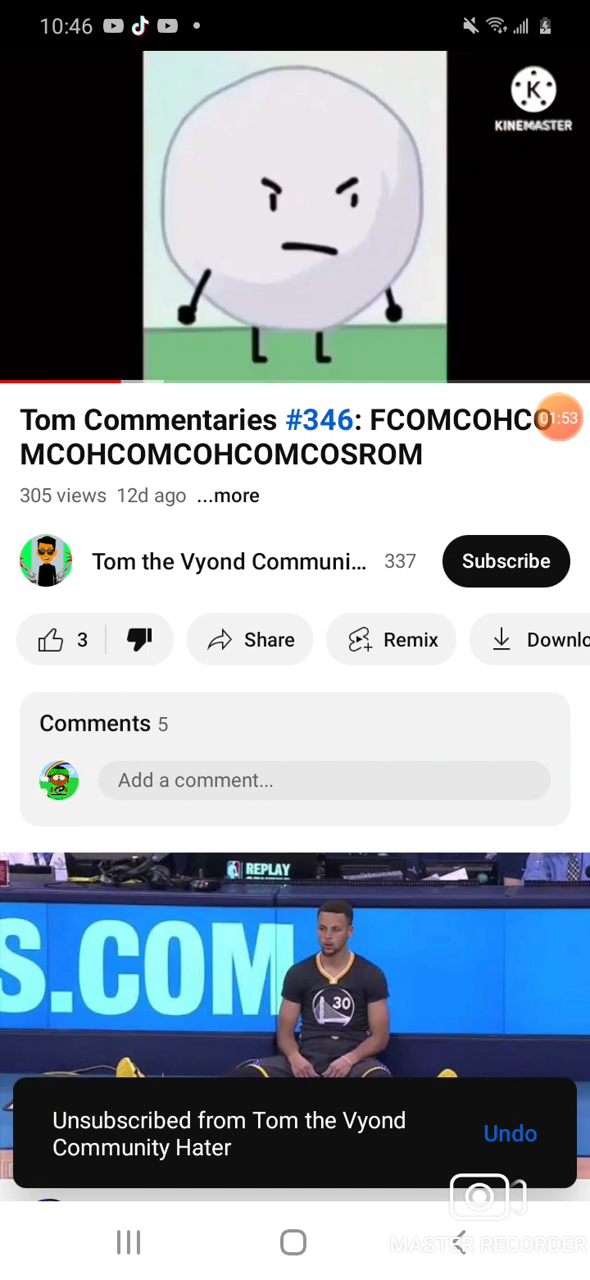 10:46
K
KINEMASTER
Tom Commentaries #346: FCOMCOHCO
01:53
MCOHCOMCOHCOMCOSROM
305 views 12d ago ...more
Tom the Vyond Communi... 337 Subscribe
3 Share Remix Downlo
Comments 5
Add a comment...
REPLAY
S.COM
30
Unsubscribed from Tom the Vyond
Community Hater
Undo
MASTER RECORDER